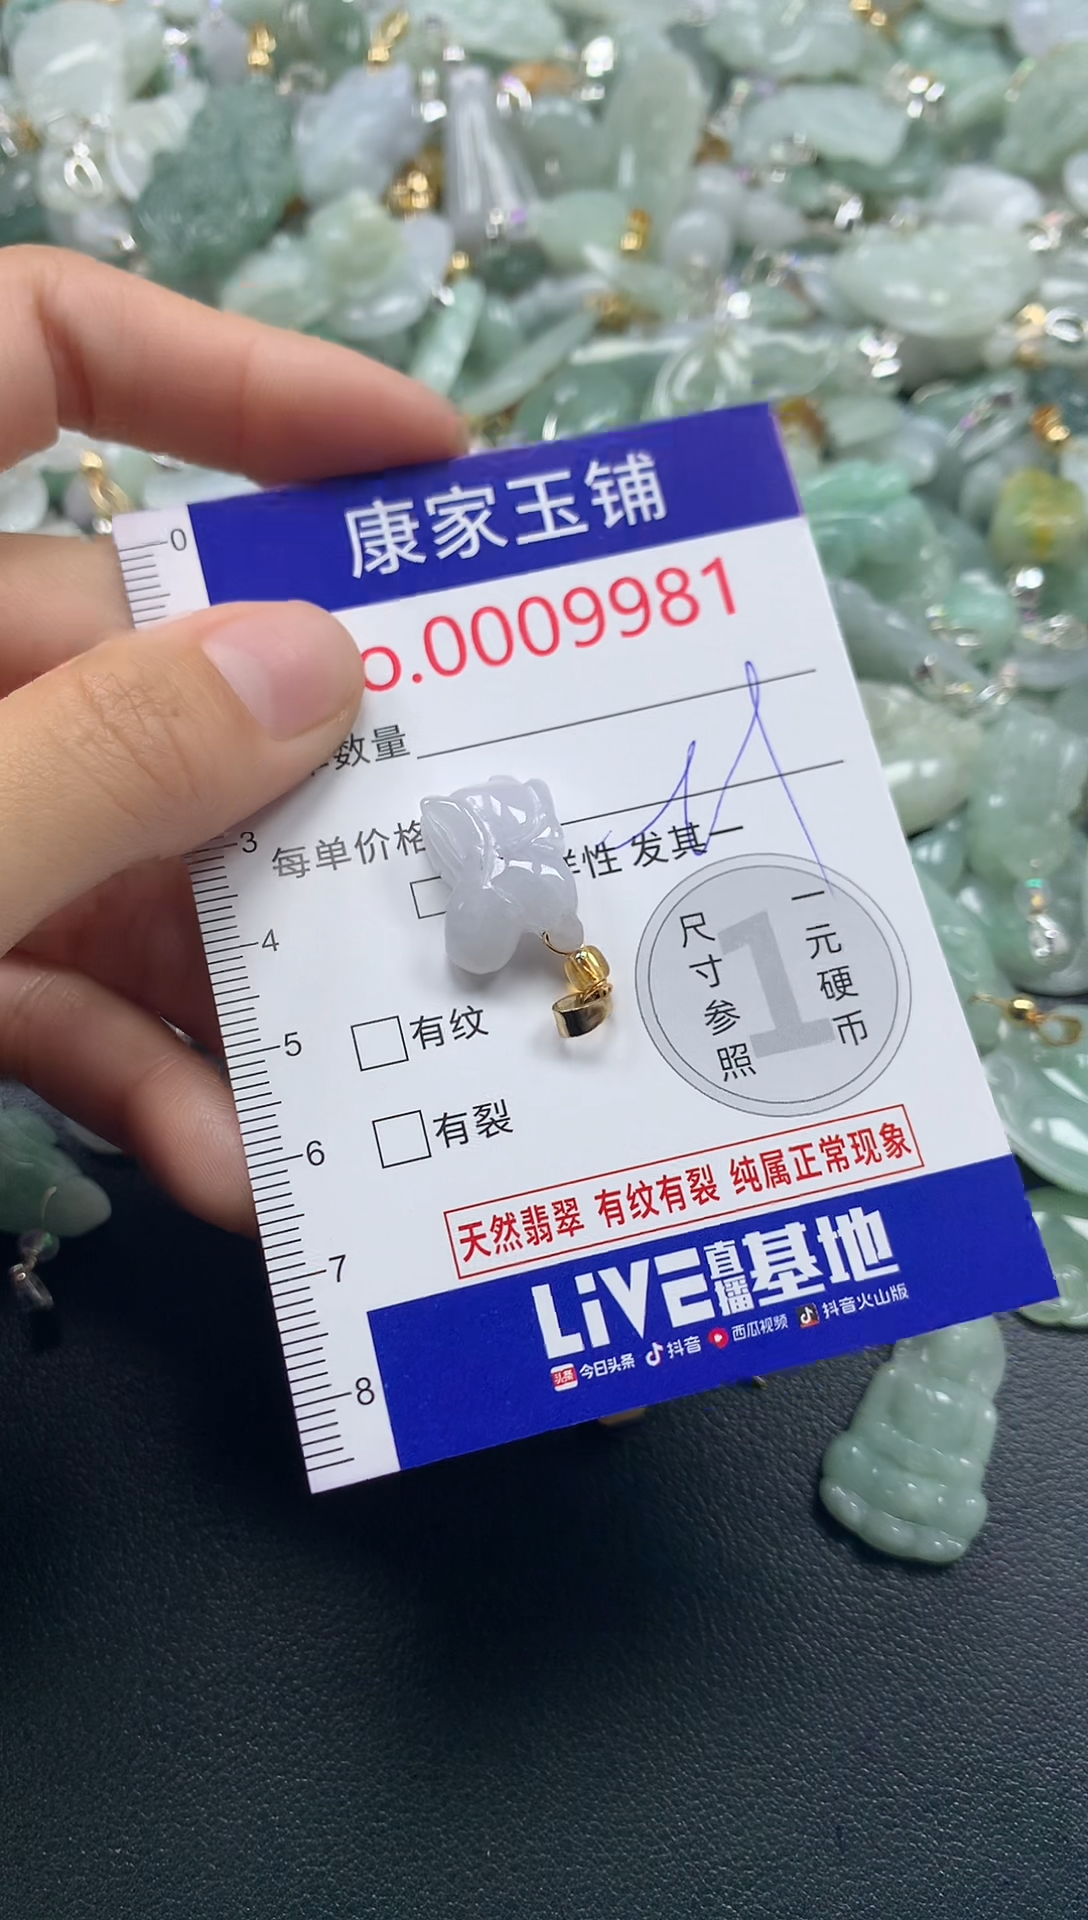 康家玉铺
o.0009981
数量
每单价格
样性 发其一
尺寸参照
一元硬币
有纹
有裂
天然翡翠 有纹有裂 纯属正常现象
LiVE直播基地
头条 今日头条 抖音 西瓜视频 抖音火山版
0
3
4
5
6
7
8
1